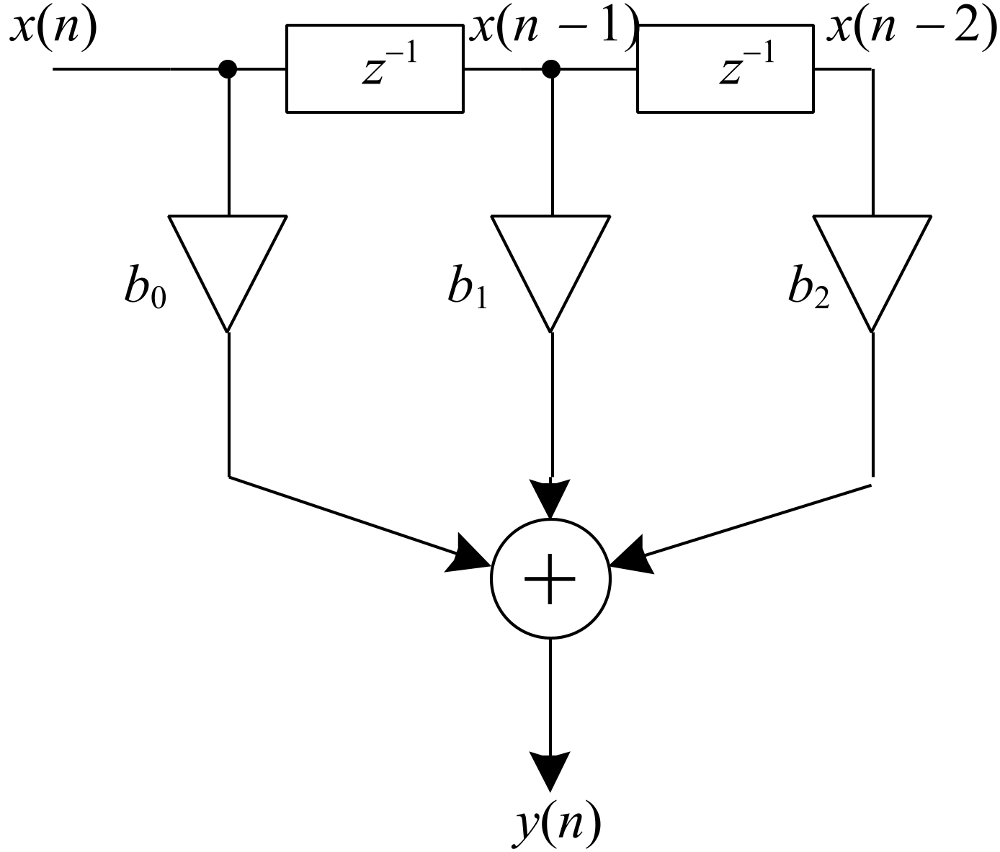 x(n) x(n − 1) x(n − 2)
z⁻¹ z⁻¹
b₀ b₁ b₂
+
y(n)